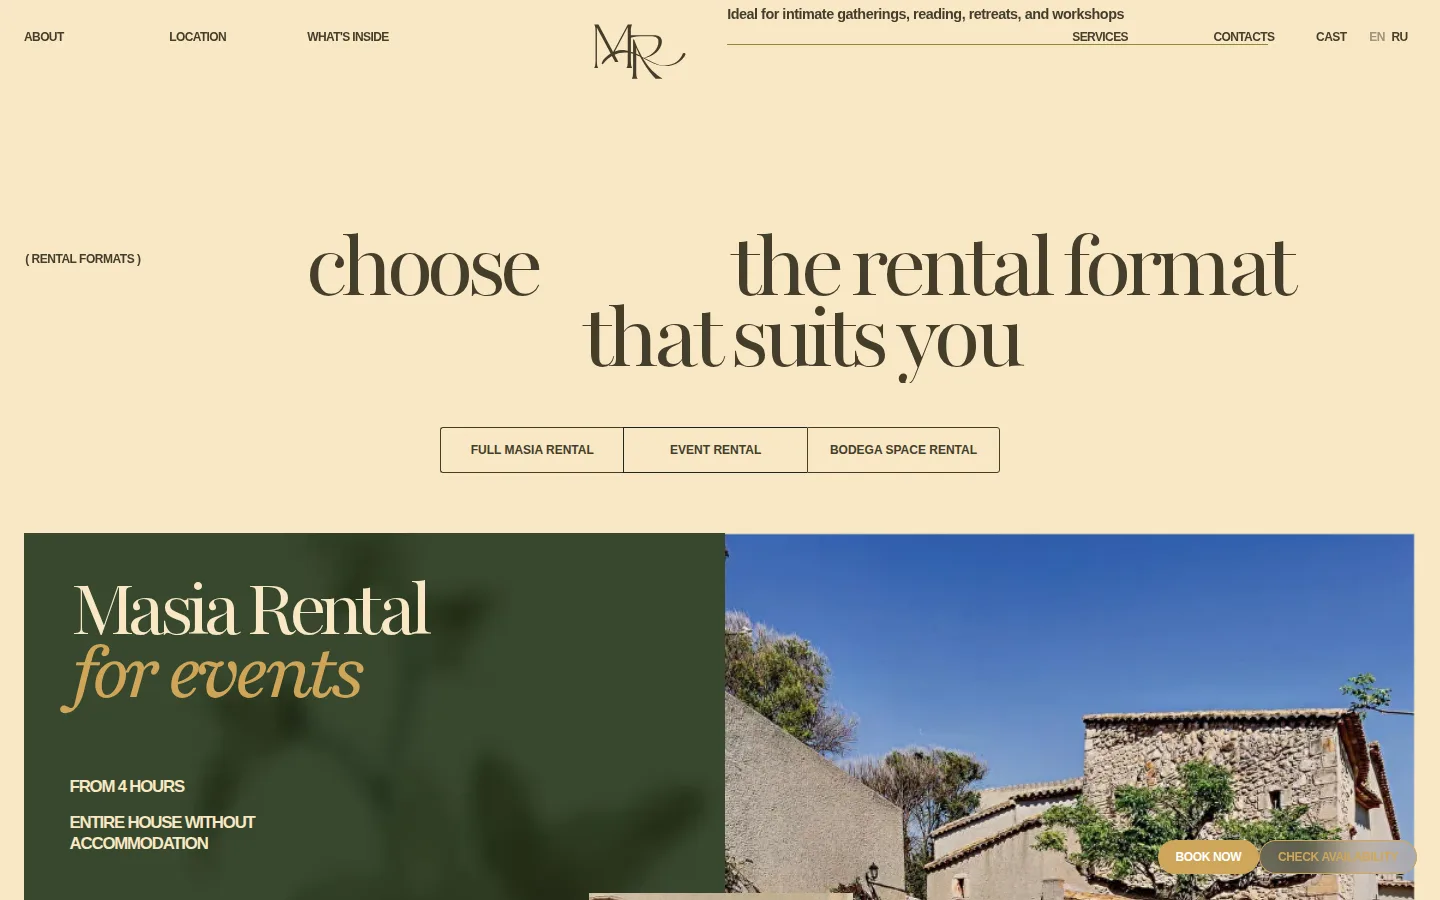 Ideal for intimate gatherings, reading, retreats, and workshops
ABOUT LOCATION WHAT'S INSIDE MR SERVICES CONTACTS CAST EN RU
( RENTAL FORMATS )
choose the rental format
that suits you
FULL MASIA RENTAL EVENT RENTAL BODEGA SPACE RENTAL
Masia Rental
for events
FROM 4 HOURS
ENTIRE HOUSE WITHOUT
ACCOMMODATION
BOOK NOW CHECK AVAILABILITY